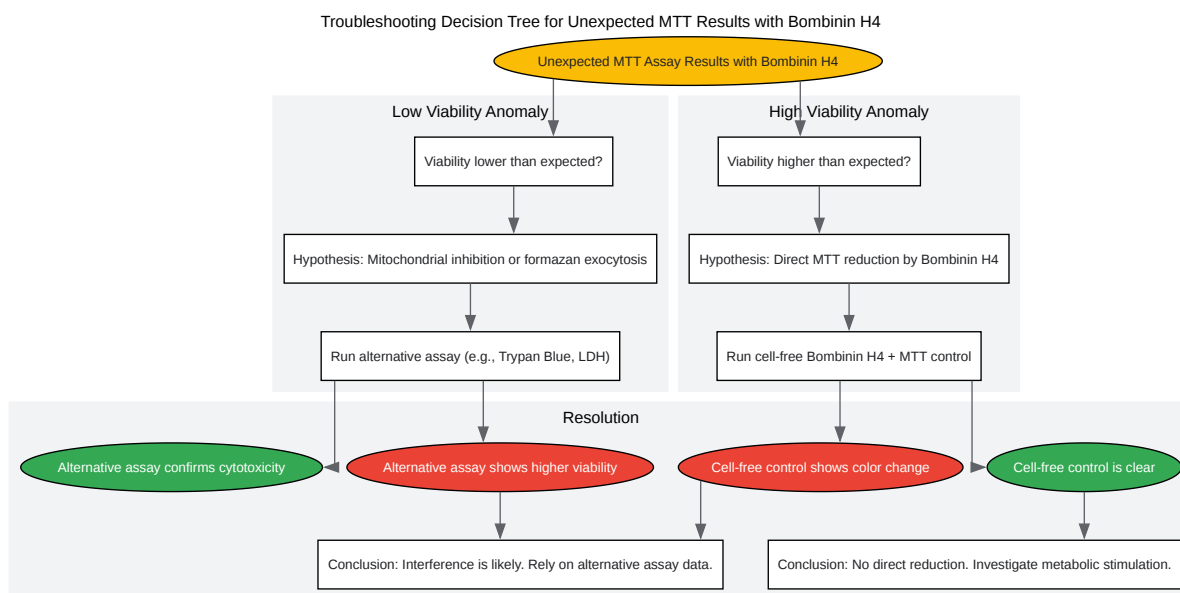 Troubleshooting Decision Tree for Unexpected MTT Results with Bombinin H4
Unexpected MTT Assay Results with Bombinin H4
Low Viability Anomaly
High Viability Anomaly
Viability lower than expected?
Viability higher than expected?
Hypothesis: Mitochondrial inhibition or formazan exocytosis
Hypothesis: Direct MTT reduction by Bombinin H4
Run alternative assay (e.g., Trypan Blue, LDH)
Run cell-free Bombinin H4 + MTT control
Resolution
Alternative assay confirms cytotoxicity
Alternative assay shows higher viability
Cell-free control shows color change
Cell-free control is clear
Conclusion: Interference is likely. Rely on alternative assay data.
Conclusion: No direct reduction. Investigate metabolic stimulation.